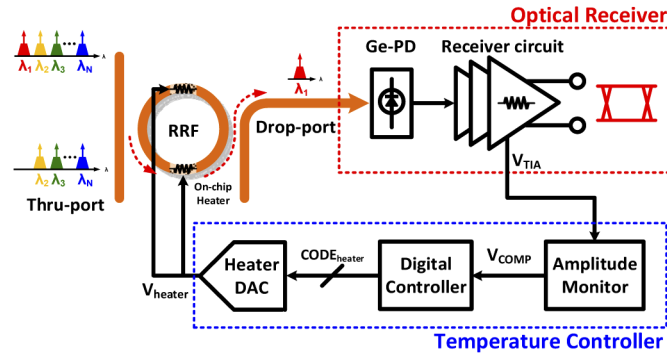 Optical Receiver
Ge-PD
Receiver circuit
λ
λ1 λ2 λ3 λN
λ
λ1
RRF
Drop-port
VTIA
λ
λ2 λ3 λN
On-chip
Heater
Thru-port
Vheater
Heater
DAC
CODEheater
Digital
Controller
VCOMP
Amplitude
Monitor
Temperature Controller